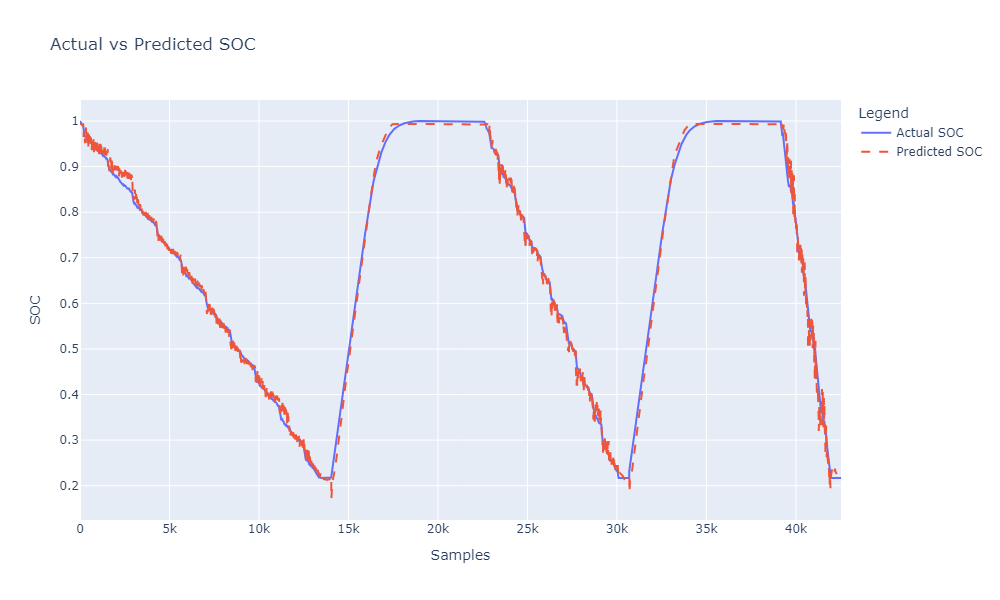 Actual vs Predicted SOC
Legend
Actual SOC
Predicted SOC
SOC
1
0.9
0.8
0.7
0.6
0.5
0.4
0.3
0.2
0 5k 10k 15k 20k 25k 30k 35k 40k
Samples